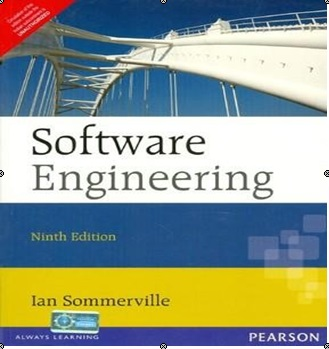 Software
Engineering
Ninth Edition
Ian Sommerville
ALWAYS LEARNING
PEARSON